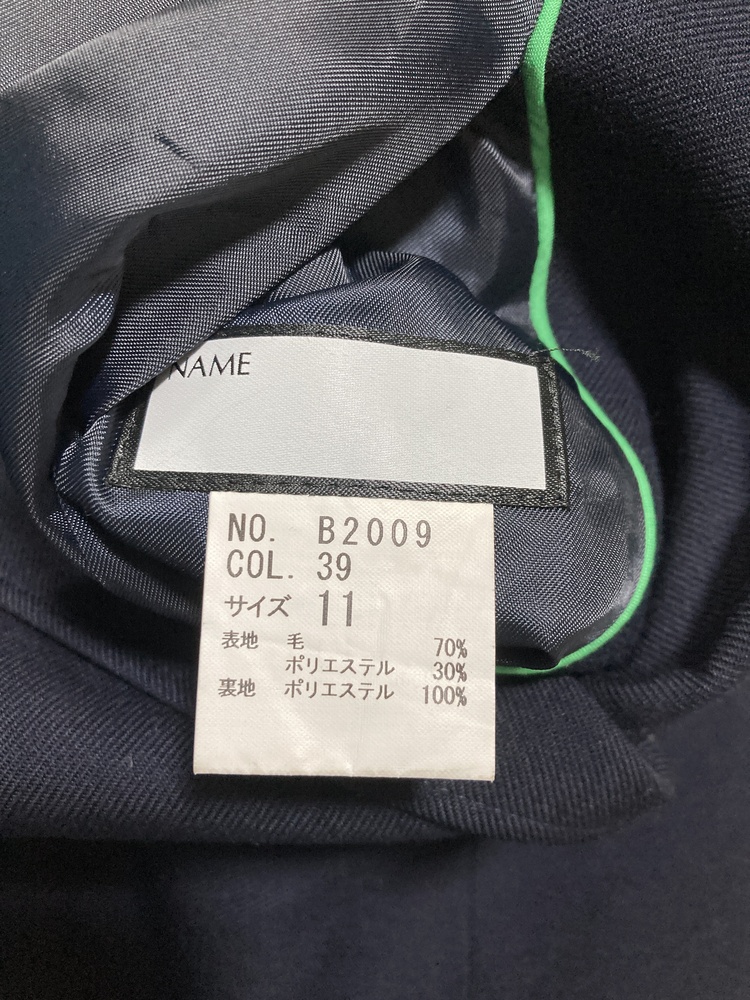 NAME
NO. B2009
COL. 39
サイズ 11
表地 毛 70%
ポリエステル 30%
裏地 ポリエステル 100%